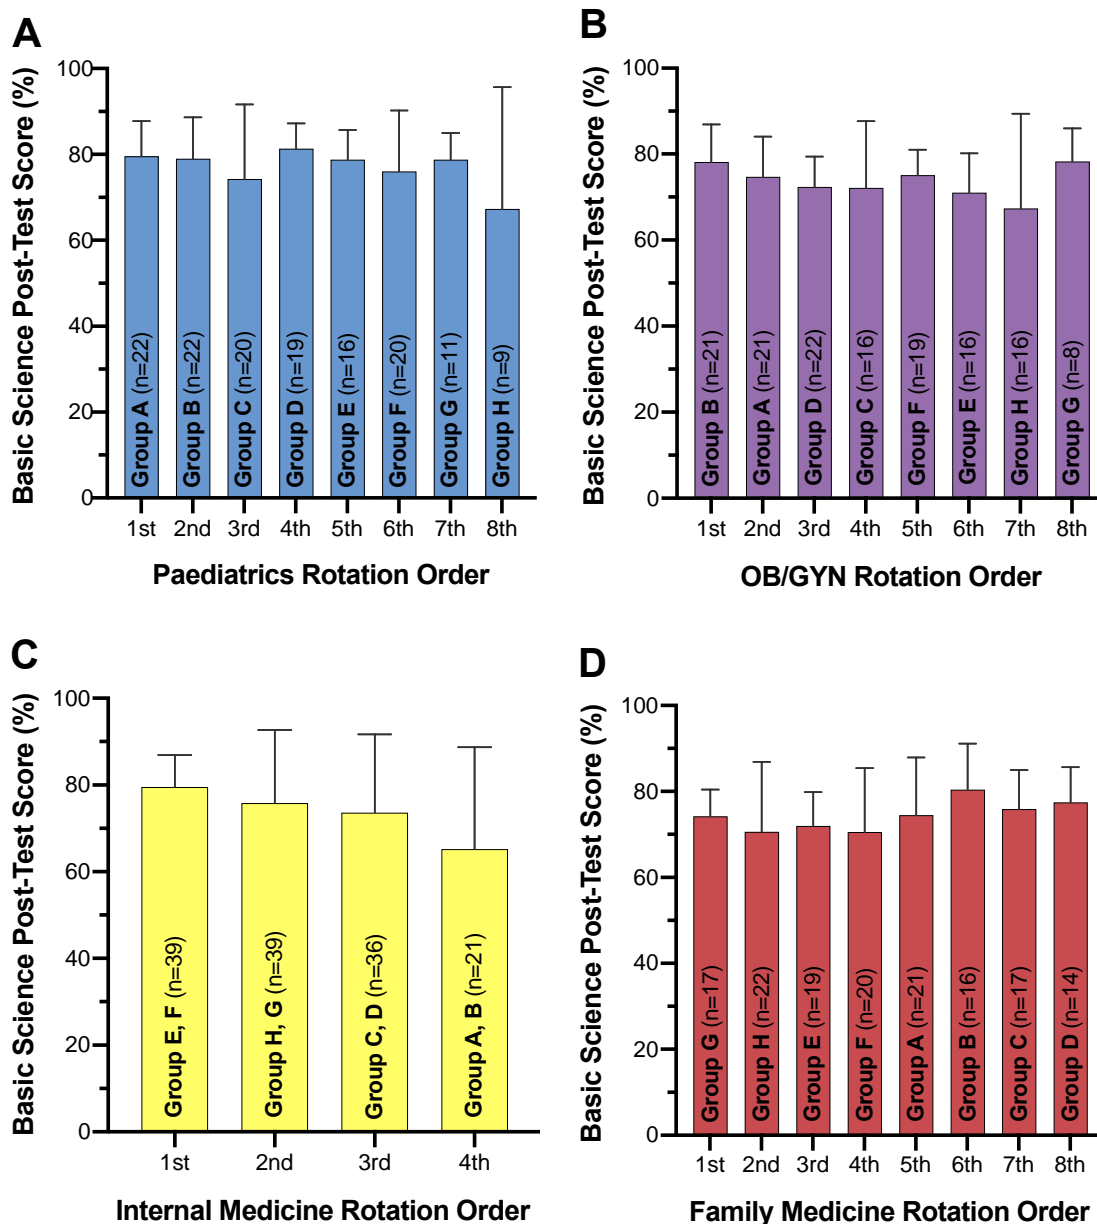 A
Basic Science Post-Test Score (%)
100
80
60
40
20
0
Group A (n=22)
Group B (n=22)
Group C (n=20)
Group D (n=19)
Group E (n=16)
Group F (n=20)
Group G (n=11)
Group H (n=9)
1st 2nd 3rd 4th 5th 6th 7th 8th
Paediatrics Rotation Order
B
Basic Science Post-Test Score (%)
100
80
60
40
20
0
Group B (n=21)
Group A (n=21)
Group D (n=22)
Group C (n=16)
Group F (n=19)
Group E (n=16)
Group H (n=16)
Group G (n=8)
1st 2nd 3rd 4th 5th 6th 7th 8th
OB/GYN Rotation Order
C
Basic Science Post-Test Score (%)
100
80
60
40
20
0
Group E, F (n=39)
Group H, G (n=39)
Group C, D (n=36)
Group A, B (n=21)
1st 2nd 3rd 4th
Internal Medicine Rotation Order
D
Basic Science Post-Test Score (%)
100
80
60
40
20
0
Group G (n=17)
Group H (n=22)
Group E (n=19)
Group F (n=20)
Group A (n=21)
Group B (n=16)
Group C (n=17)
Group D (n=14)
1st 2nd 3rd 4th 5th 6th 7th 8th
Family Medicine Rotation Order